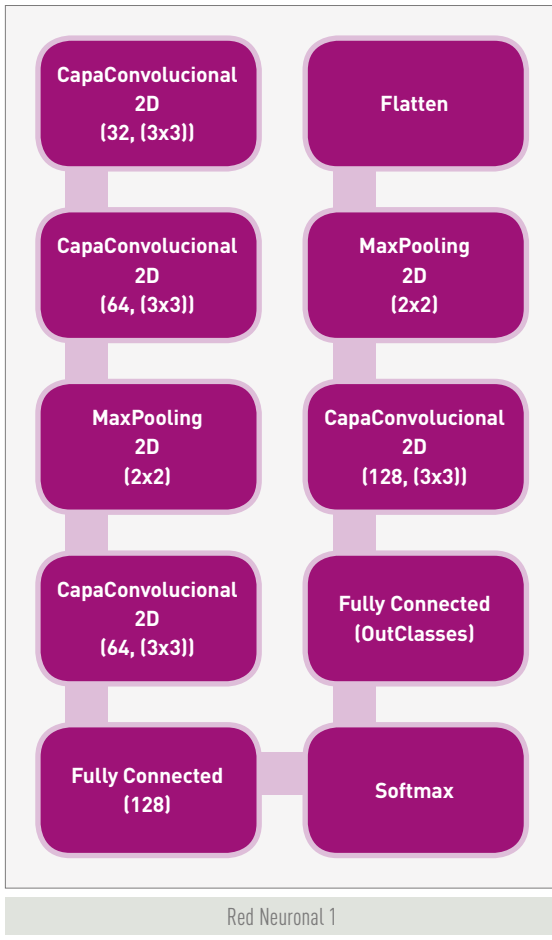 CapaConvolucional
2D
(32, (3x3))
CapaConvolucional
2D
(64, (3x3))
MaxPooling
2D
(2x2)
CapaConvolucional
2D
(64, (3x3))
Fully Connected
(128)
Flatten
MaxPooling
2D
(2x2)
CapaConvolucional
2D
(128, (3x3))
Fully Connected
(OutClasses)
Softmax
Red Neuronal 1